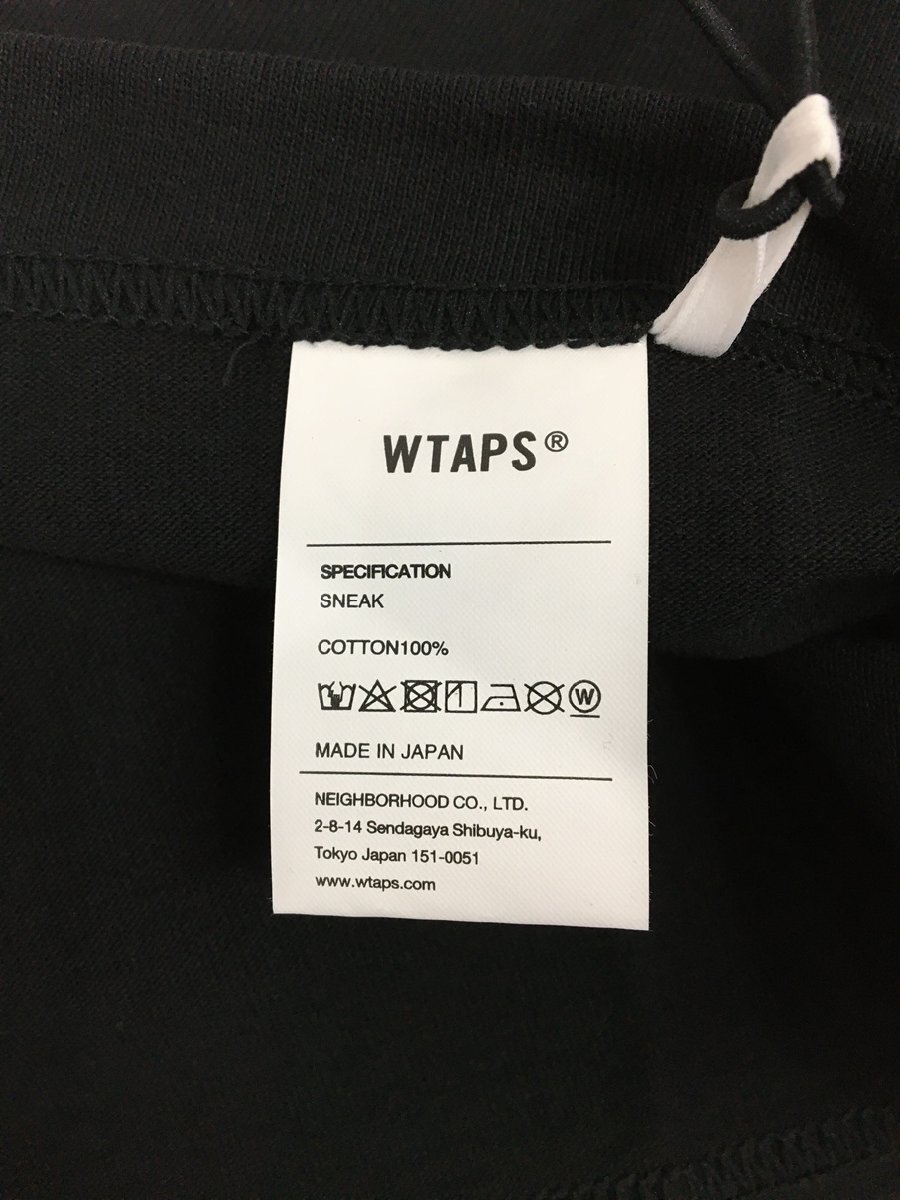 WTAPS®
SPECIFICATION
SNEAK
COTTON100%
W
MADE IN JAPAN
NEIGHBORHOOD CO., LTD.
2-8-14 Sendagaya Shibuya-ku,
Tokyo Japan 151-0051
www.wtaps.com